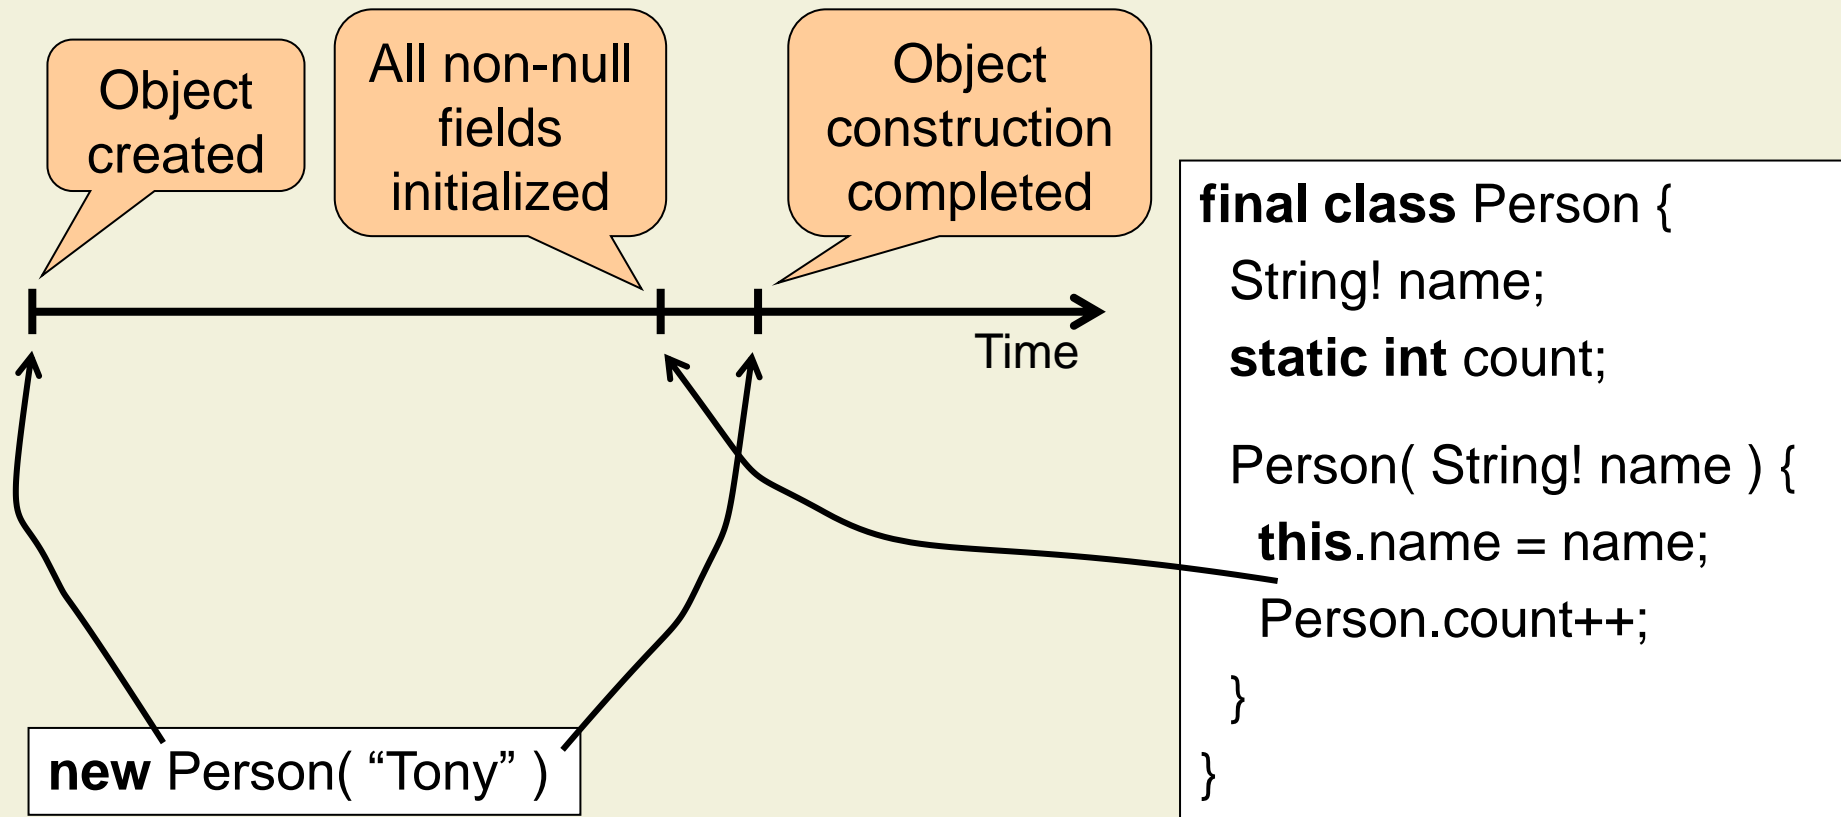 Object
created
All non-null
fields
initialized
Object
construction
completed
Time
new Person( “Tony” )
final class Person {
String! name;
static int count;
Person( String! name ) {
this.name = name;
Person.count++;
}
}